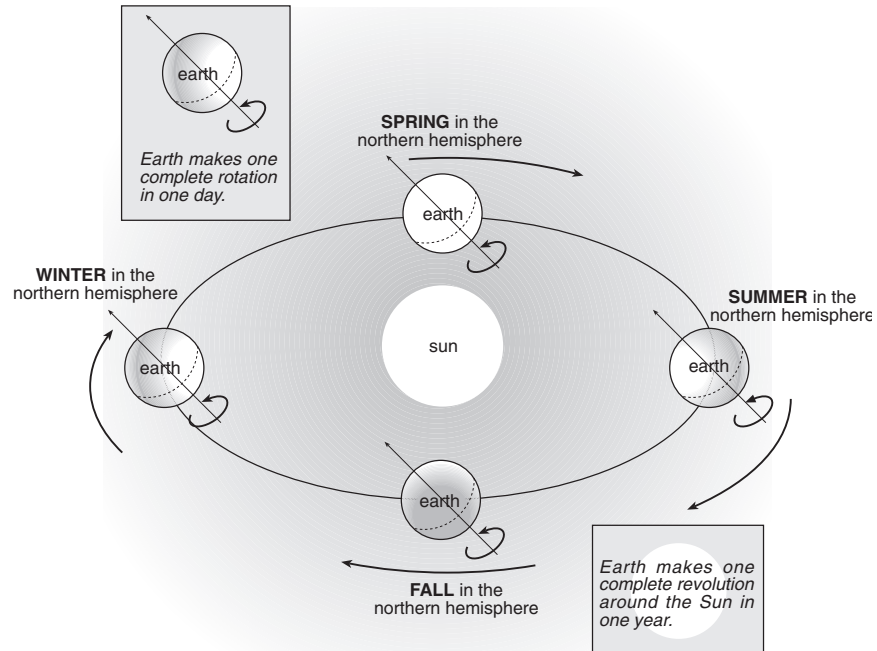 earth
Earth makes one
complete rotation
in one day.
SPRING in the
northern hemisphere
earth
WINTER in the
northern hemisphere
earth
sun
SUMMER in the
northern hemisphere
earth
earth
FALL in the
northern hemisphere
Earth makes one
complete revolution
around the Sun in
one year.